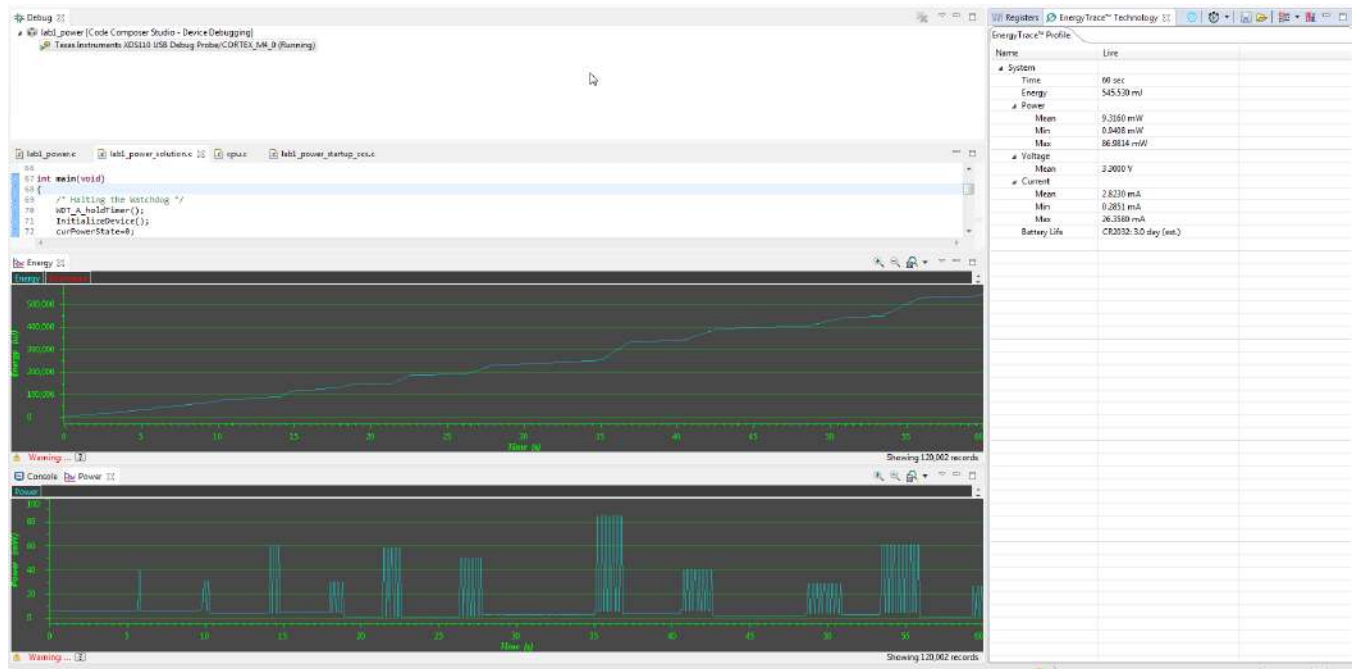 Debug
lab1_power [Code Composer Studio - Device Debugging]
Texas Instruments XDS110 USB Debug Probe/CORTEX_M4_0 (Running)
lab1_power.c lab1_power_solution.c cpu.c lab1_power_startup_ccs.c
66
67 int main(void)
68 {
69 /* Halting the Watchdog */
70 WDT_A_holdTimer();
71 InitializeDevice();
72 curPowerState=0;
Energy
Energy
Energy (uJ)
500,000
400,000
300,000
200,000
100,000
0
0 5 10 15 20 25 30 35 40 45 50 55 60
Time (s)
Warning: ... [2] Showing 120,002 records
Console Power
Power
Power (mW)
100
80
60
40
20
0
0 5 10 15 20 25 30 35 40 45 50 55 60
Time (s)
Warning: ... [2] Showing 120,002 records
Registers EnergyTrace™ Technology
EnergyTrace™ Profile
Name Live
System
Time 60 sec
Energy 545.530 mJ
Power
Mean 9.3160 mW
Min 0.9408 mW
Max 86.9814 mW
Voltage
Mean 3.3000 V
Current
Mean 2.8230 mA
Min 0.2851 mA
Max 26.3580 mA
Battery Life CR2032: 3.0 day (est.)